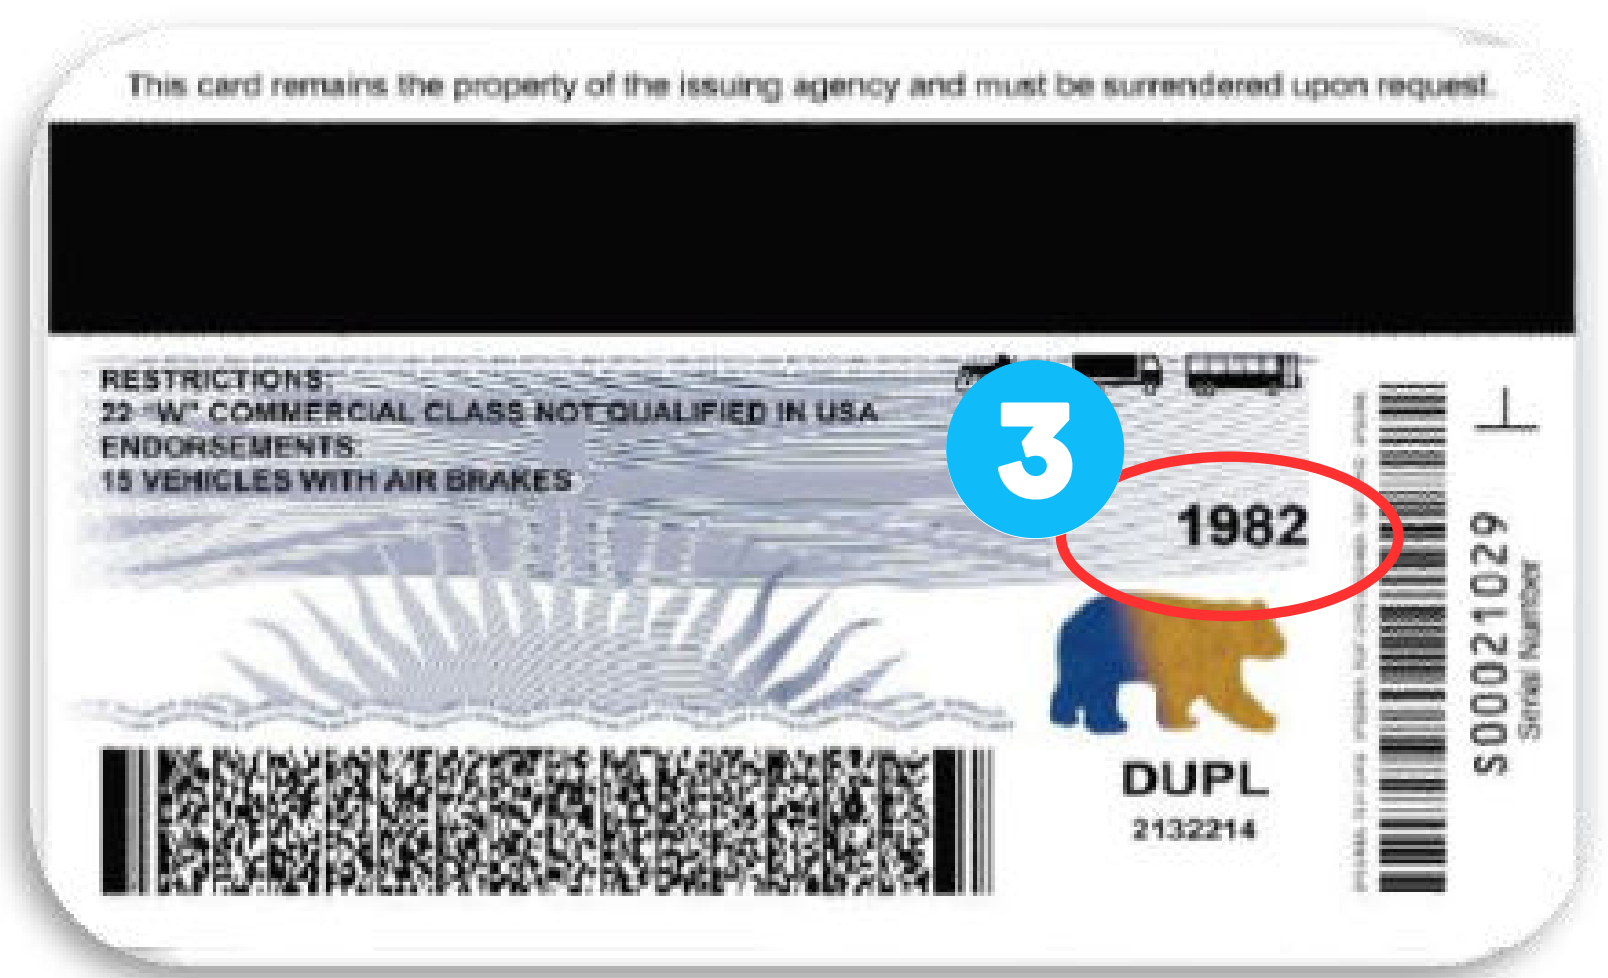 This card remains the property of the issuing agency and must be surrendered upon request.
RESTRICTIONS:
22 "W" COMMERCIAL CLASS NOT QUALIFIED IN USA
ENDORSEMENTS:
15 VEHICLES WITH AIR BRAKES
3
1982
DUPL
2132214
S00021029
Serial Number